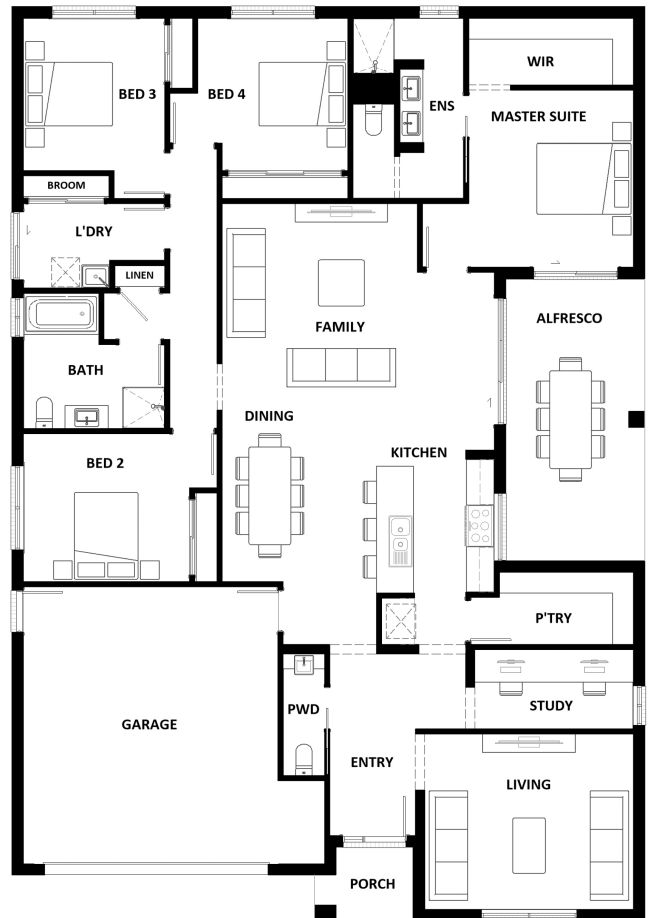 WIR
BED 3
BED 4
ENS
MASTER SUITE
BROOM
L'DRY
LINEN
ALFRESCO
FAMILY
BATH
DINING
KITCHEN
BED 2
P'TRY
STUDY
PWD
GARAGE
ENTRY
LIVING
PORCH